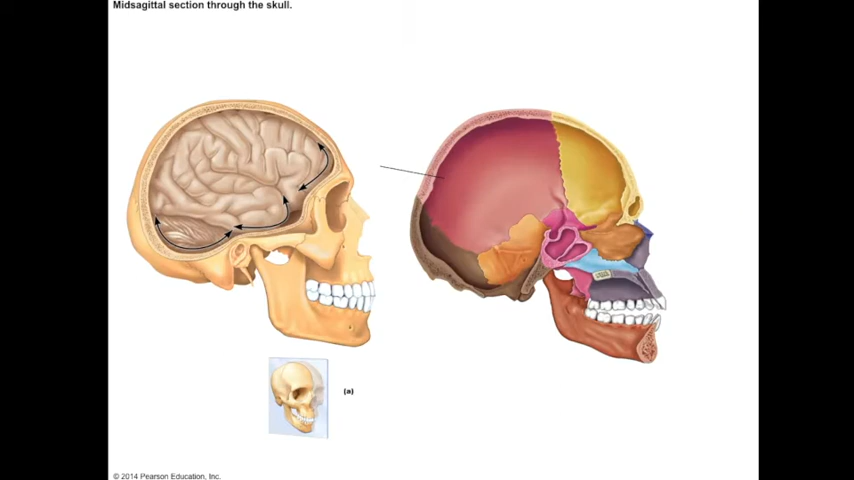 Midsagittal section through the skull.
(a)
© 2014 Pearson Education, Inc.